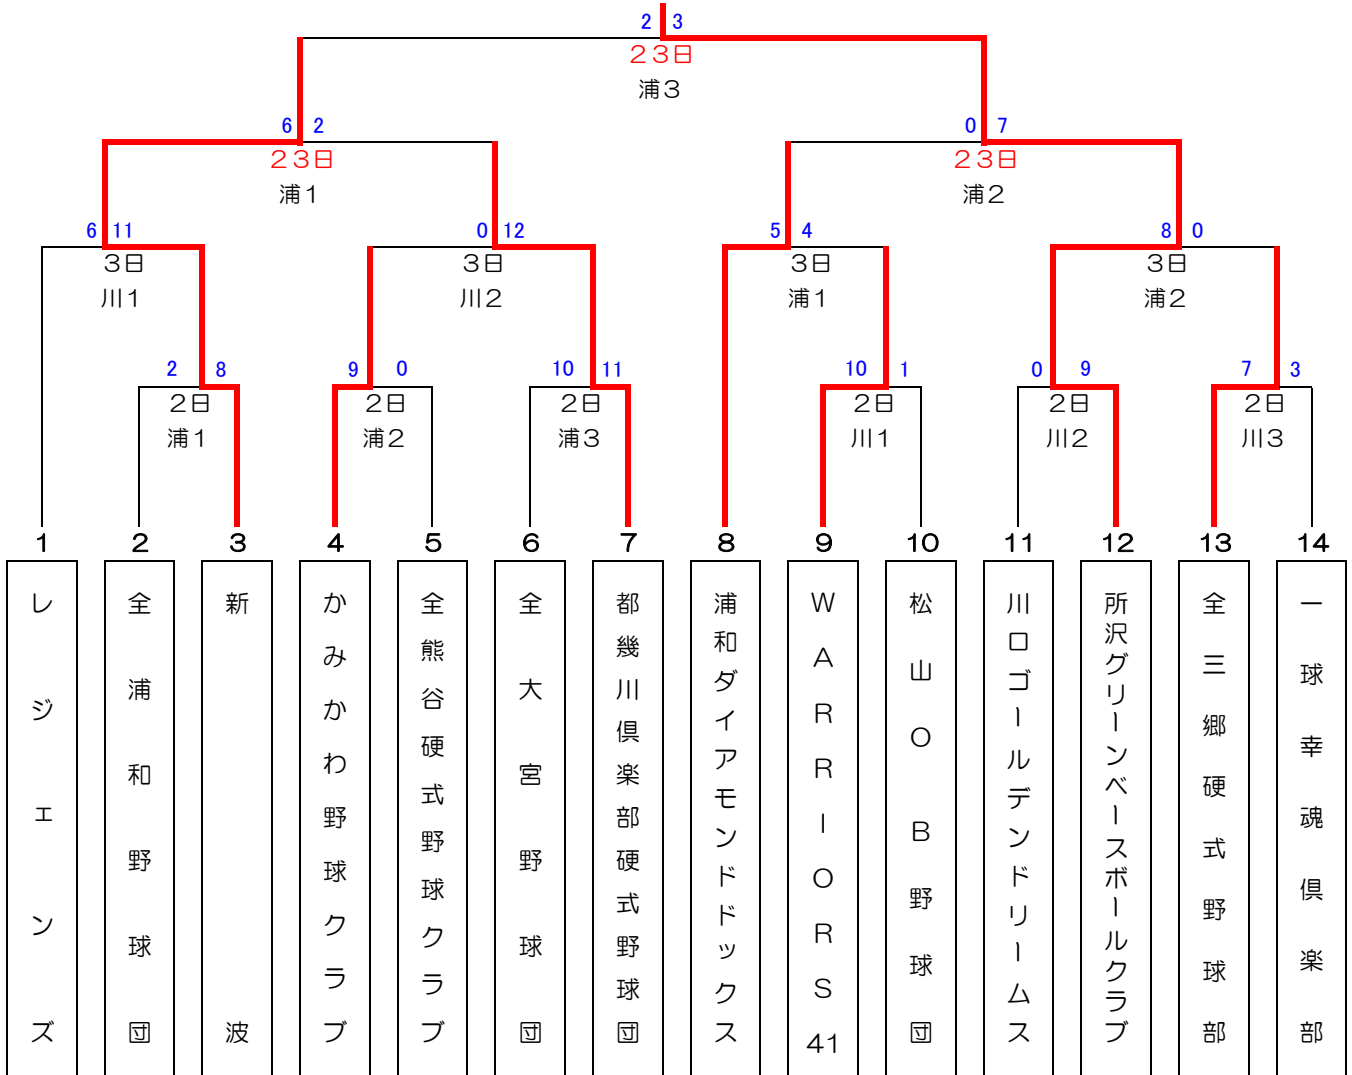 2 3
23日
浦3
6 2
23日
浦1
0 7
23日
浦2
6 11
3日
川1
0 12
3日
川2
5 4
3日
浦1
8 0
3日
浦2
2 8
2日
浦1
9 0
2日
浦2
10 11
2日
浦3
10 1
2日
川1
0 9
2日
川2
7 3
2日
川3
1 2 3 4 5 6 7 8 9 10 11 12 13 14
レジェンズ
全浦和野球団
新波
かみかわ野球クラブ
全熊谷硬式野球クラブ
全大宮野球団
都幾川倶楽部硬式野球団
浦和ダイアモンドドックス
WARRIORS41
松山OB野球団
川口ゴールデンドリームス
所沢グリーンベースボールクラブ
全三郷硬式野球部
一球幸魂倶楽部